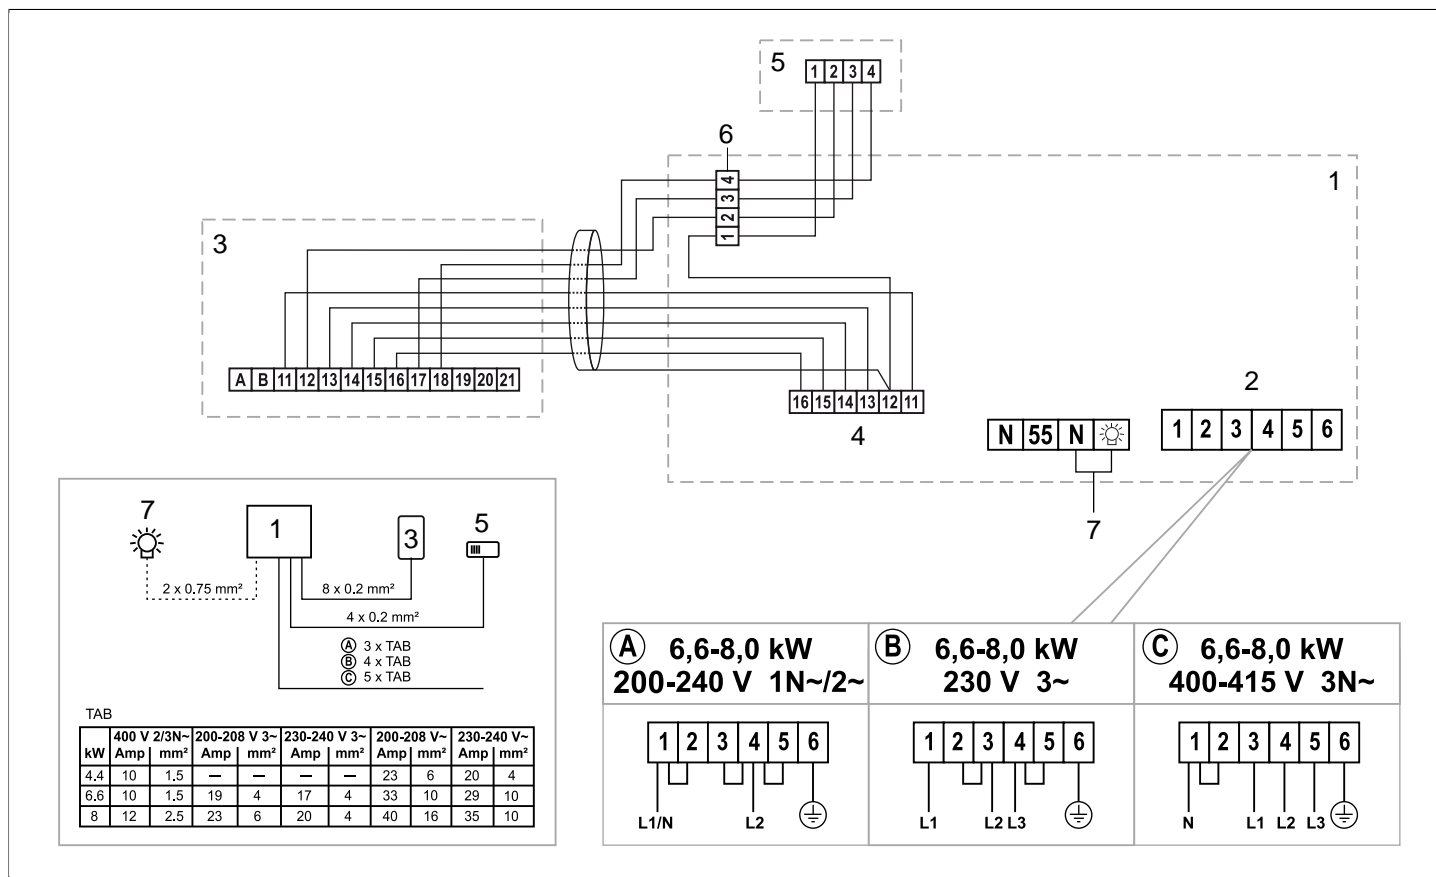 5
1 2 3 4
6
4
3
2
1
1
3
A B 11 12 13 14 15 16 17 18 19 20 21
16 15 14 13 12 11
4
N 55 N
7
2
1 2 3 4 5 6
7
1
3
5
2 x 0.75 mm²
8 x 0.2 mm²
4 x 0.2 mm²
A 3 x TAB
B 4 x TAB
C 5 x TAB
TAB
400 V 2/3N~ 200-208 V 3~ 230-240 V 3~ 200-208 V~ 230-240 V~
kW Amp mm² Amp mm² Amp mm² Amp mm² Amp mm²
4.4 10 1.5 – – – – 23 6 20 4
6.6 10 1.5 19 4 17 4 33 10 29 10
8 12 2.5 23 6 20 4 40 16 35 10
A 6,6-8,0 kW
200-240 V 1N~/2~
1 2 3 4 5 6
L1/N L2
B 6,6-8,0 kW
230 V 3~
1 2 3 4 5 6
L1 L2 L3
C 6,6-8,0 kW
400-415 V 3N~
1 2 3 4 5 6
N L1 L2 L3